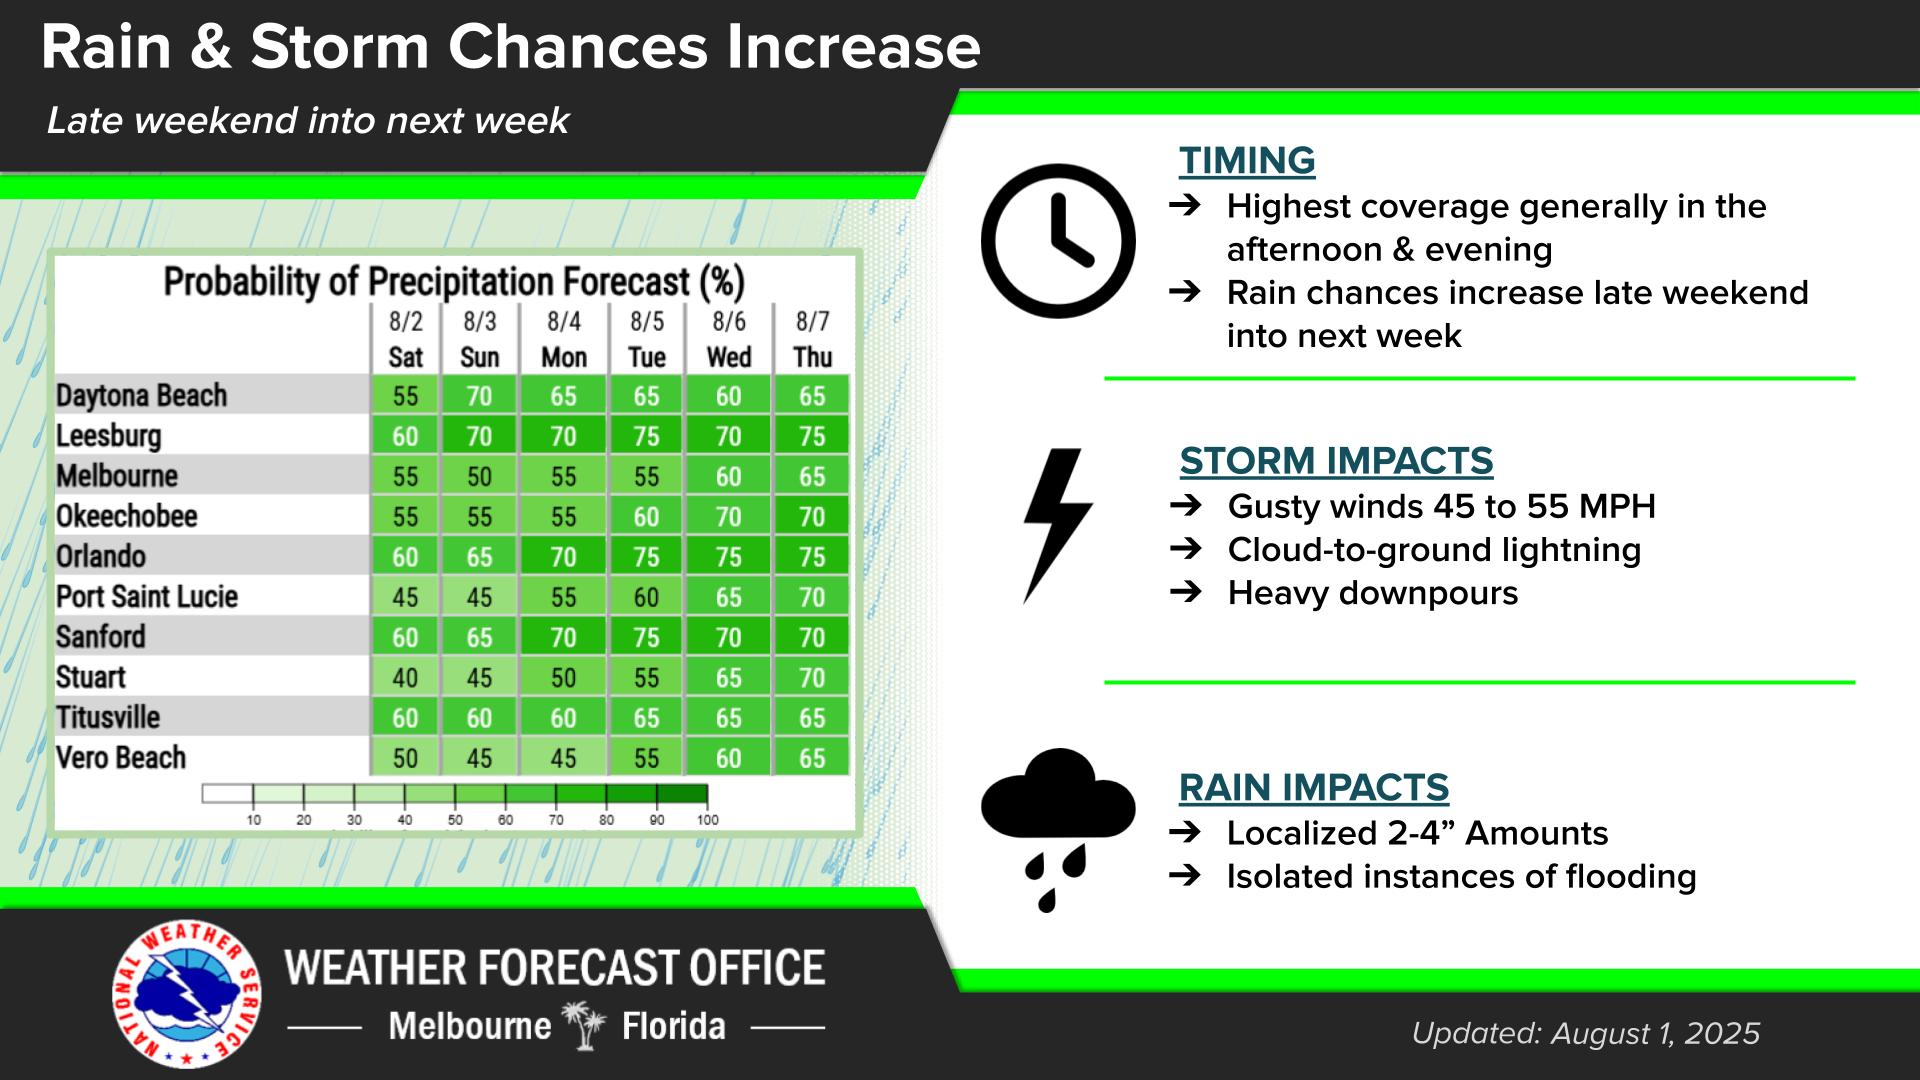 Rain & Storm Chances Increase
Late weekend into next week
Probability of Precipitation Forecast (%)
8/2 8/3 8/4 8/5 8/6 8/7
Sat Sun Mon Tue Wed Thu
Daytona Beach 55 70 65 65 60 65
Leesburg 60 70 70 75 70 75
Melbourne 55 50 55 55 60 65
Okeechobee 55 55 55 60 70 70
Orlando 60 65 70 75 75 75
Port Saint Lucie 45 45 55 60 65 70
Sanford 60 65 70 75 70 70
Stuart 40 45 50 55 65 70
Titusville 60 60 60 65 65 65
Vero Beach 50 45 45 55 60 65
10 20 30 40 50 60 70 80 90 100
TIMING
➔ Highest coverage generally in the
afternoon & evening
➔ Rain chances increase late weekend
into next week
STORM IMPACTS
➔ Gusty winds 45 to 55 MPH
➔ Cloud-to-ground lightning
➔ Heavy downpours
RAIN IMPACTS
➔ Localized 2-4” Amounts
➔ Isolated instances of flooding
NATIONAL WEATHER SERVICE
WEATHER FORECAST OFFICE
Melbourne Florida
Updated: August 1, 2025